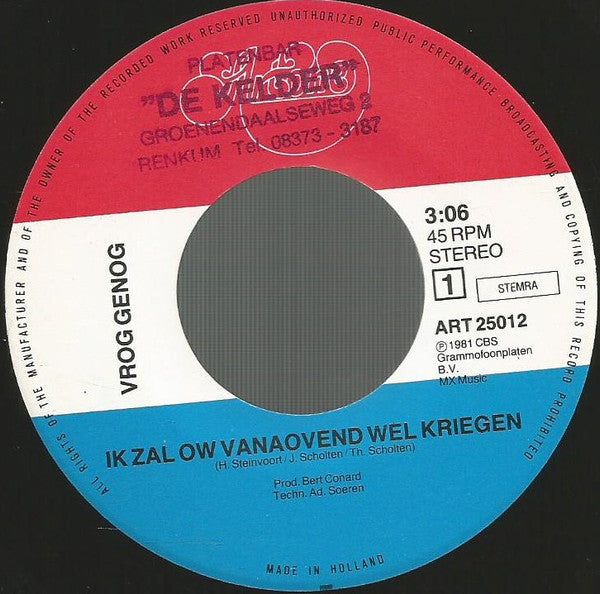 ALL RIGHTS OF THE MANUFACTURER AND OF THE OWNER OF THE RECORDED WORK RESERVED UNAUTHORIZED PUBLIC PERFORMANCE BROADCASTING AND COPYING OF THIS RECORD PROHIBITED
PLATENBAR
"DE KELDER"
GROENENDAALSEWEG 2
RENKUM Tel. 08373 - 3187
VROG GENOG
3:06
45 RPM
STEREO
1
STEMRA
ART 25012
℗ 1981 CBS
Grammofoonplaten
B.V.
MX Music
IK ZAL OW VANAOVEND WEL KRIEGEN
(H. Steinvoort / J. Scholten / Th. Scholten)
Prod. Bert Conard
Techn. Ad. Soeren
MADE IN HOLLAND